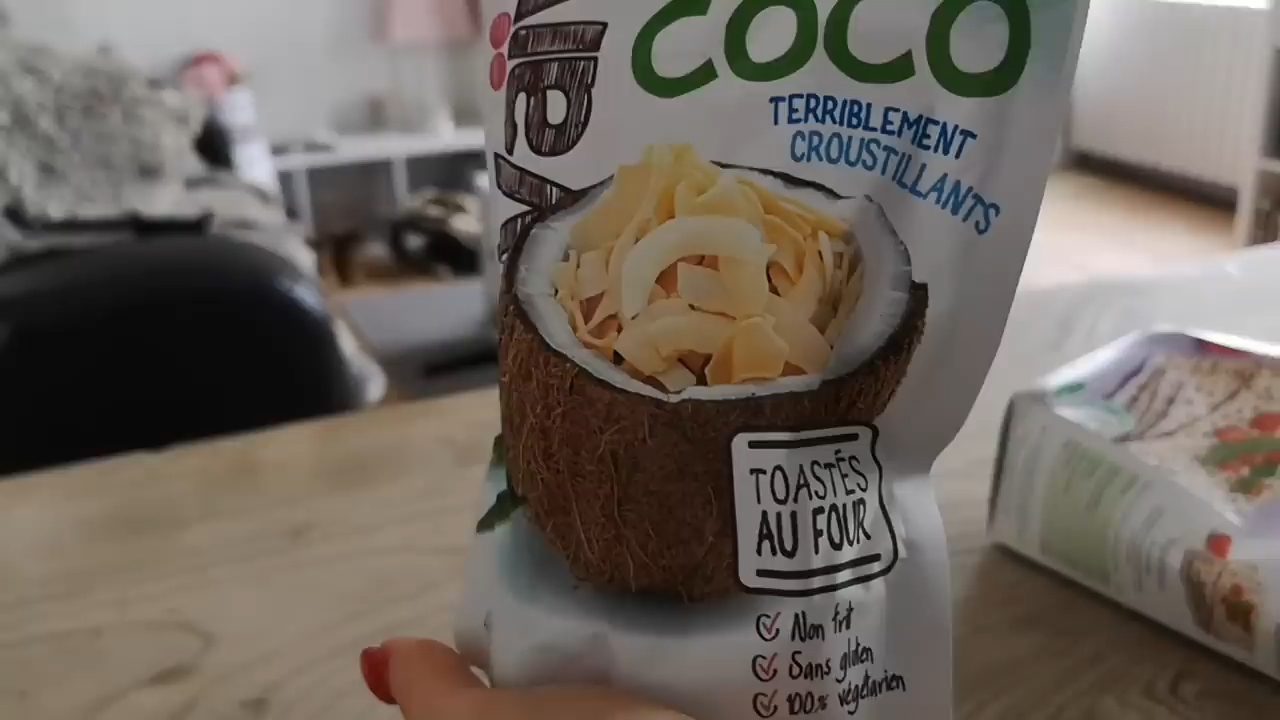 COCO
TERRIBLEMENT
CROUSTILLANTS
TOASTÉS
AU FOUR
Non frit
Sans gluten
100% végétarien